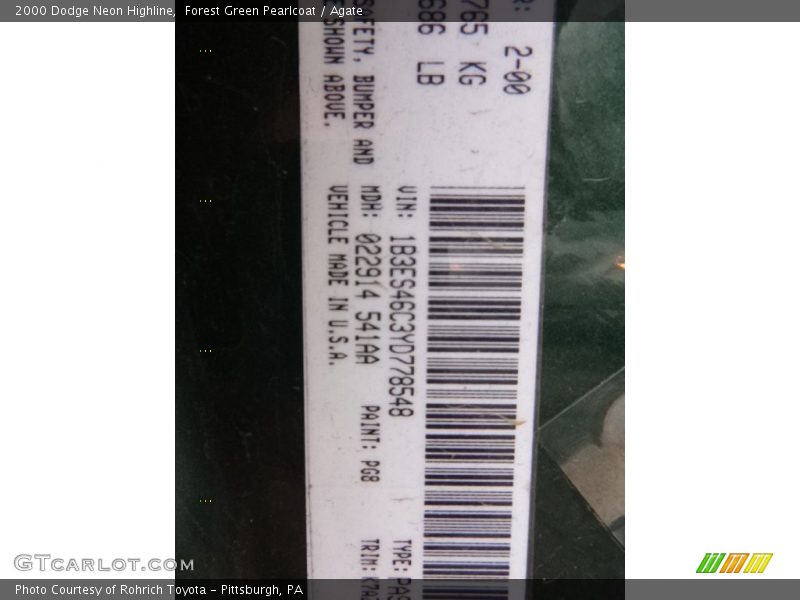 2000 Dodge Neon Highline, Forest Green Pearlcoat / Agate
2-00
765 KG
686 LB
SAFETY, BUMPER AND
SHOWN ABOVE.
VIN: 1B3ES46C3YD778548
TYPE:
MDH: 022914 541AA PAINT: PG8
TRIM:
VEHICLE MADE IN U.S.A.
GTcarlot.com
Photo Courtesy of Rohrich Toyota - Pittsburgh, PA